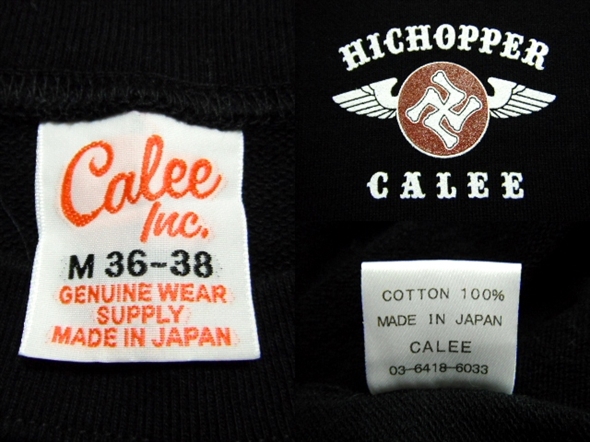 Calee
Inc.
M 36-38
GENUINE WEAR
SUPPLY
MADE IN JAPAN
HICHOPPER
CALEE
COTTON 100%
MADE IN JAPAN
CALEE
03-6418-6033